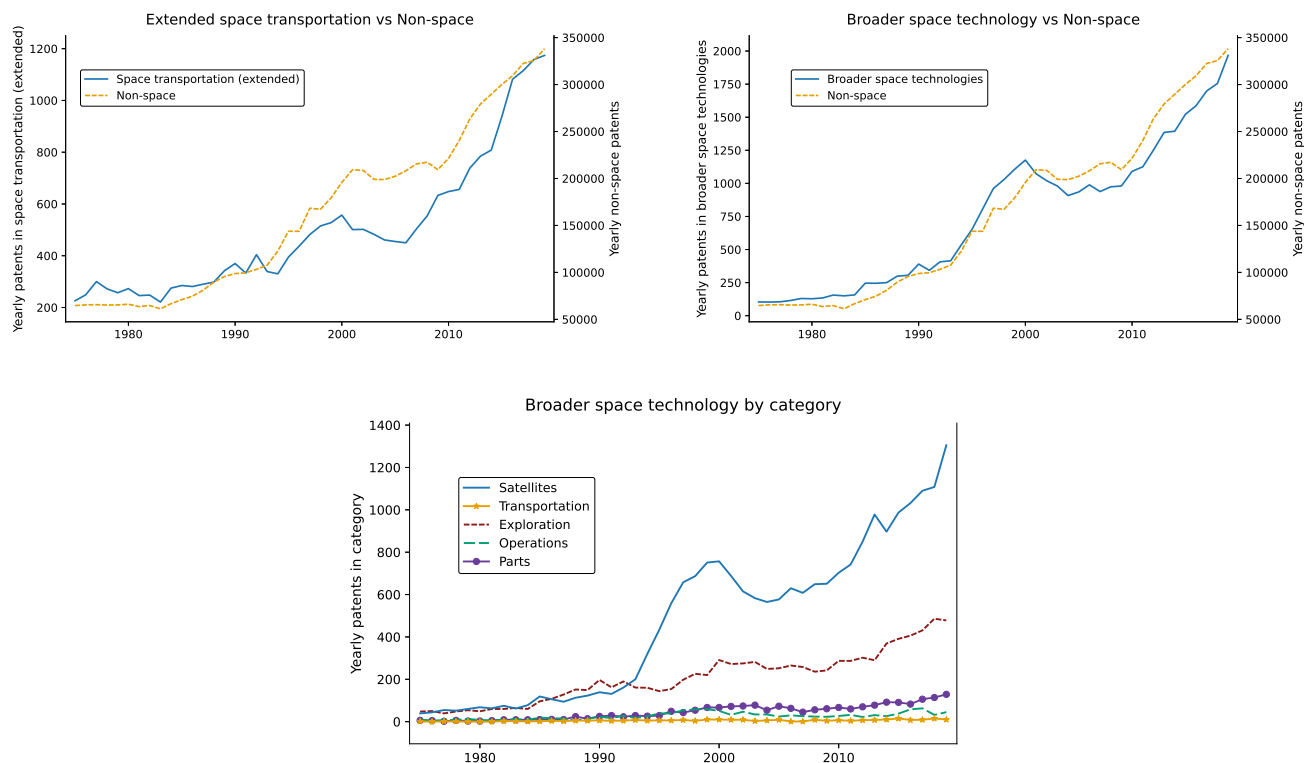 Extended space transportation vs Non-space
Yearly patents in space transportation (extended)
1200
1000
800
600
400
200
Space transportation (extended)
Non-space
350000
300000
250000
200000
150000
100000
50000
Yearly non-space patents
1980 1990 2000 2010
Broader space technology vs Non-space
Yearly patents in broader space technologies
2000
1750
1500
1250
1000
750
500
250
0
Broader space technologies
Non-space
350000
300000
250000
200000
150000
100000
50000
Yearly non-space patents
1980 1990 2000 2010
Broader space technology by category
Yearly patents in category
1400
1200
1000
800
600
400
200
0
Satellites
Transportation
Exploration
Operations
Parts
1980 1990 2000 2010